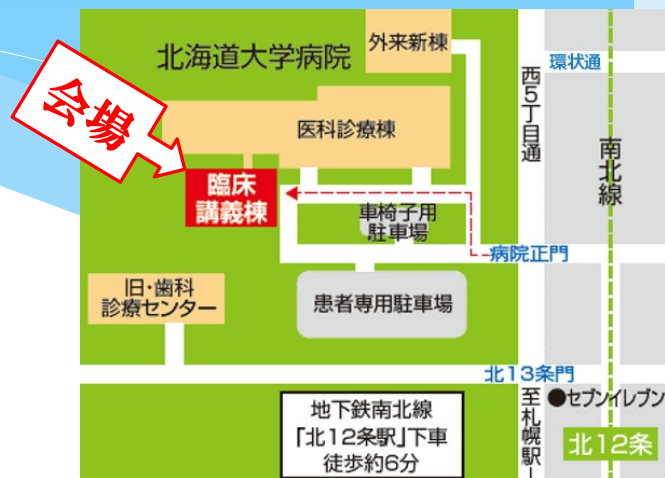 外来新棟
北海道大学病院
環状通
西5丁目通
会場
医科診療棟
南北線
臨床
講義棟
車椅子用
駐車場
病院正門
旧・歯科
診療センター
患者専用駐車場
北13条門
至札幌駅
●セブンイレブン
地下鉄南北線
「北12条駅」下車
徒歩約6分
北12条